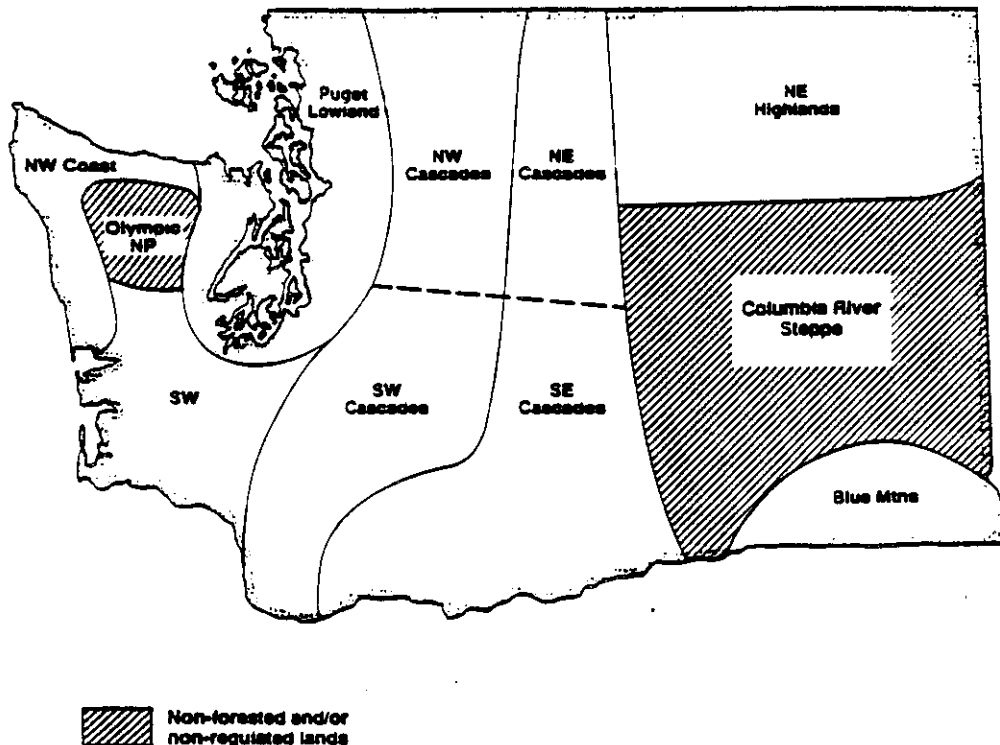 Puget
Lowland
NE
Highlands
NW Coast
NW
Cascades
NE
Cascades
Olympic
NP
Columbia River
Steppe
SW
SW
Cascades
SE
Cascades
Blue Mtns
Non-forested and/or
non-regulated lands